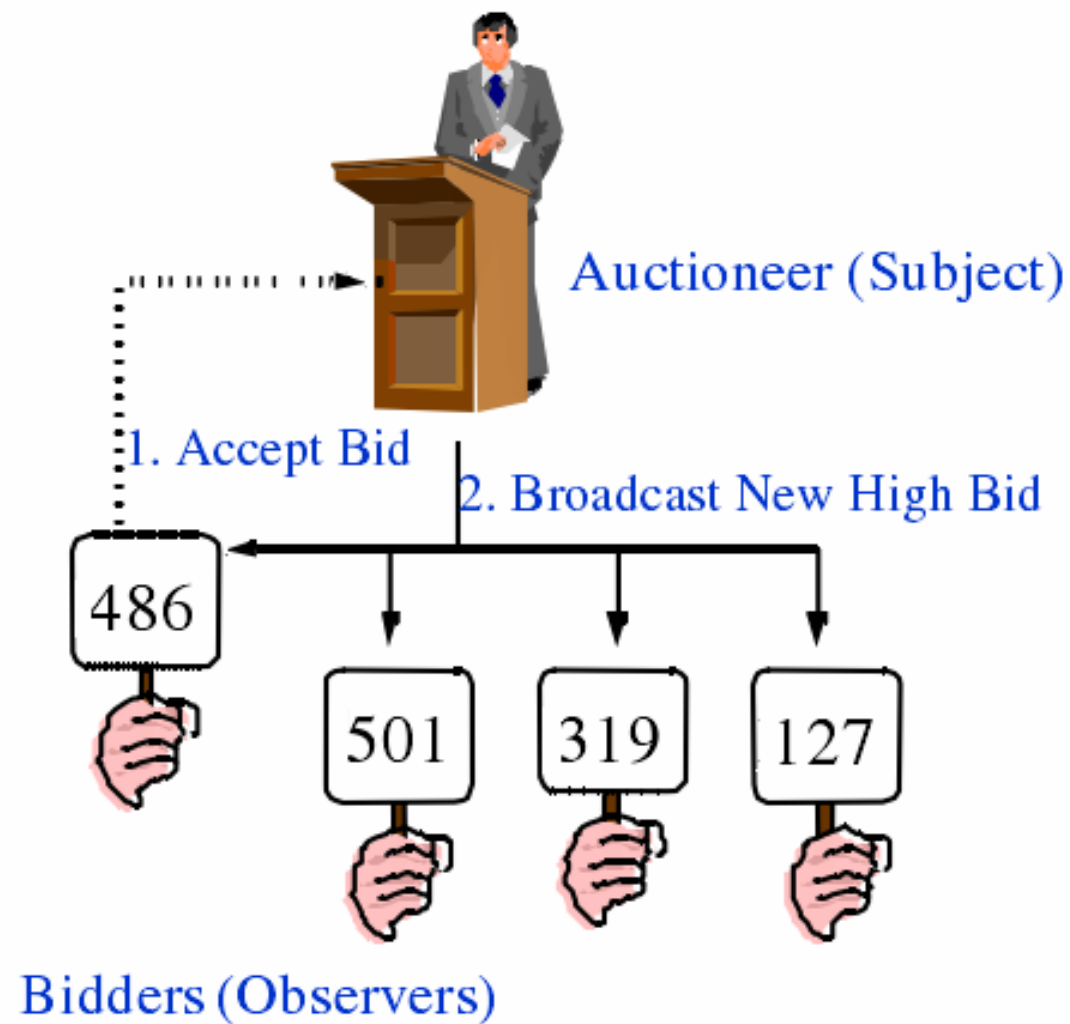 Auctioneer (Subject)
1. Accept Bid
2. Broadcast New High Bid
486
501
319
127
Bidders (Observers)